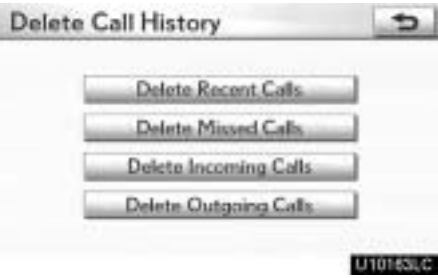 Delete Call History
Delete Recent Calls
Delete Missed Calls
Delete Incoming Calls
Delete Outgoing Calls
U10163LC